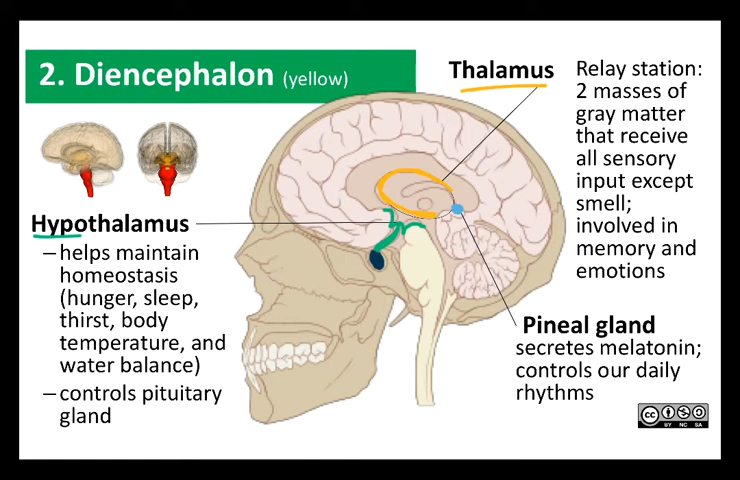 2. Diencephalon (yellow)
Thalamus
Relay station:
2 masses of
gray matter
that receive
all sensory
input except
smell;
involved in
memory and
emotions
Hypothalamus
–helps maintain
homeostasis
(hunger, sleep,
thirst, body
temperature, and
water balance)
–controls pituitary
gland
Pineal gland
secretes melatonin;
controls our daily
rhythms
cc
BY NC SA